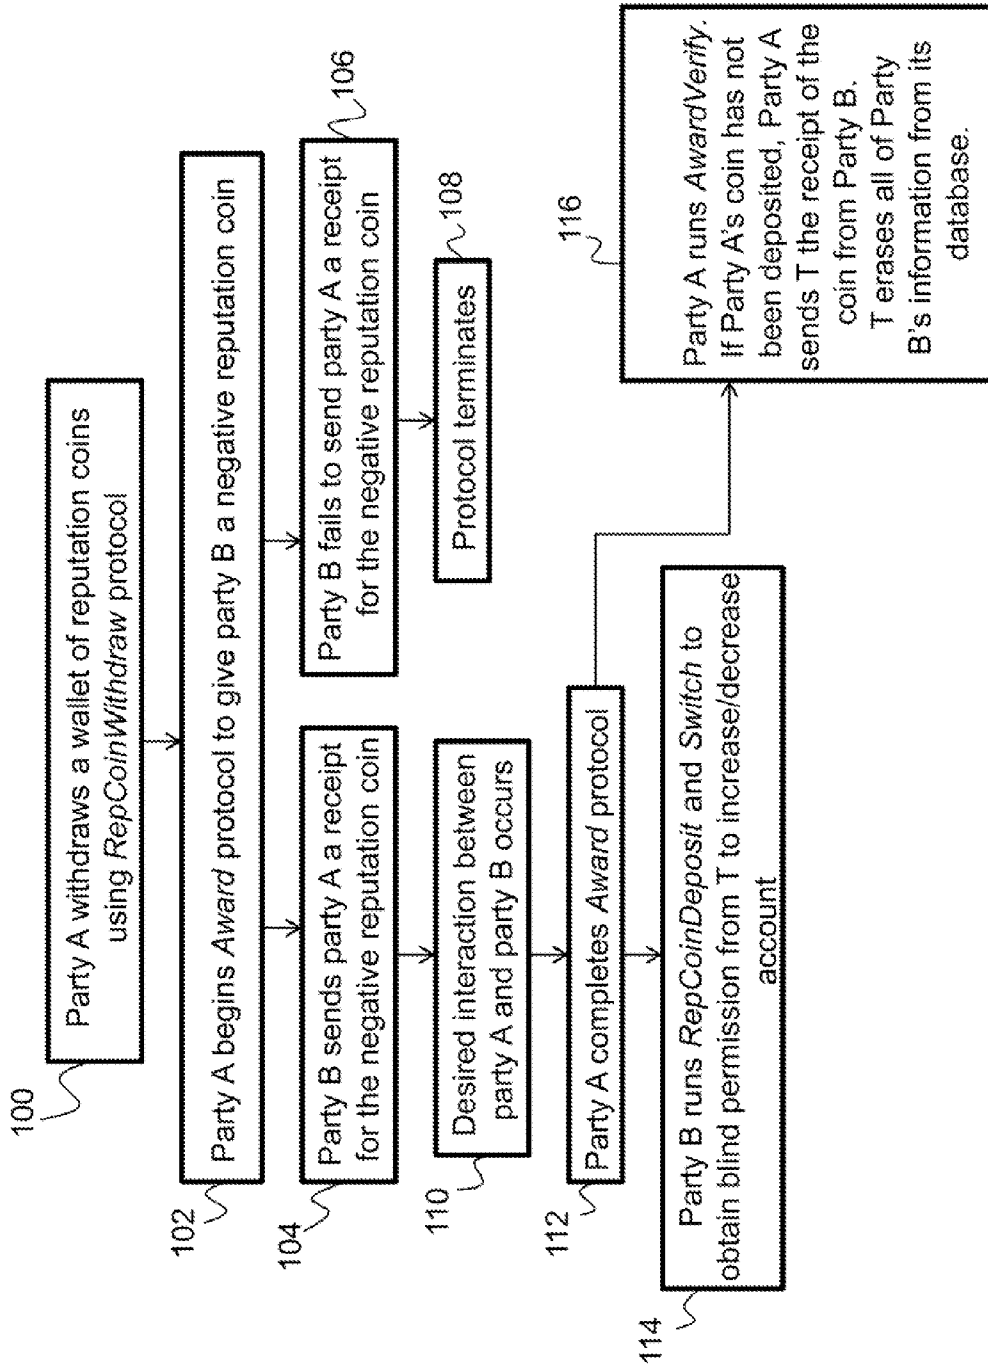 100
Party A withdraws a wallet of reputation coins
using RepCoinWithdraw protocol
102
Party A begins Award protocol to give party B a negative reputation coin
104
Party B sends party A a receipt
for the negative reputation coin
106
Party B fails to send party A a receipt
for the negative reputation coin
108
Protocol terminates
110
Desired interaction between
party A and party B occurs
112
Party A completes Award protocol
114
Party B runs RepCoinDeposit and Switch to
obtain blind permission from T to increase/decrease
account
116
Party A runs AwardVerify.
If Party A's coin has not
been deposited, Party A
sends T the receipt of the
coin from Party B.
T erases all of Party
B's information from its
database.